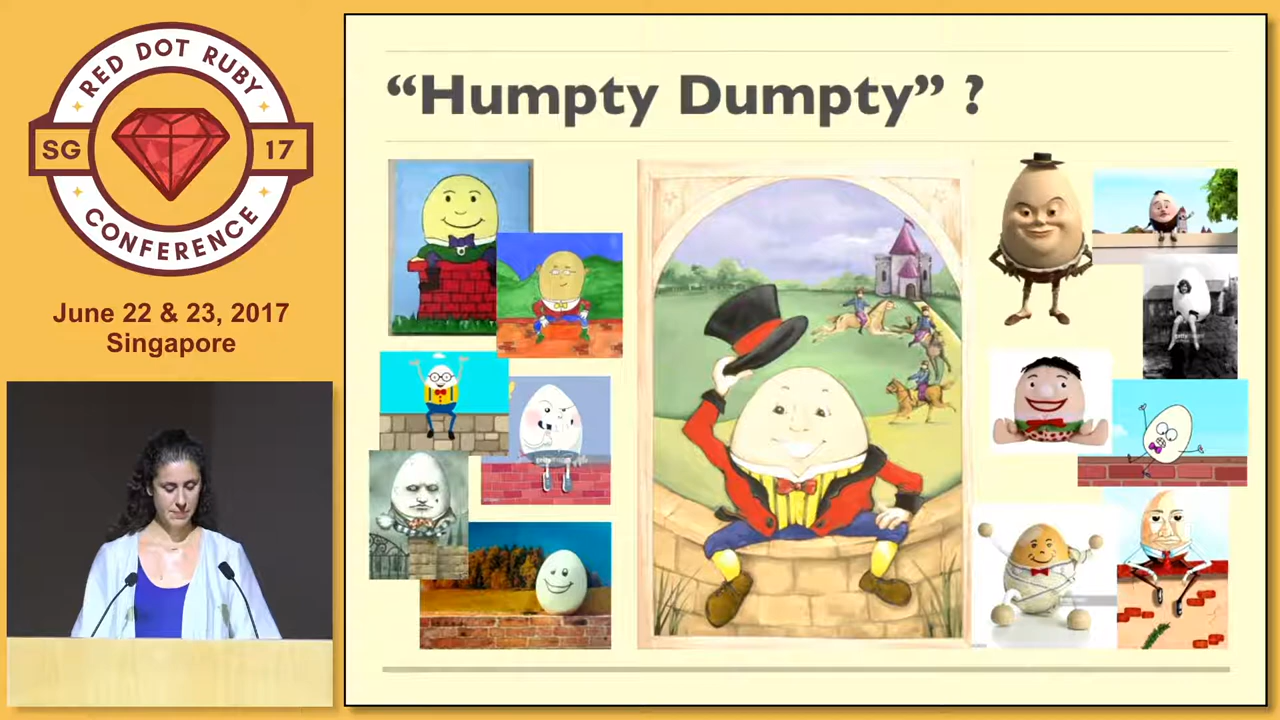 RED DOT RUBY
SG
17
CONFERENCE
June 22 & 23, 2017
Singapore
“Humpty Dumpty” ?